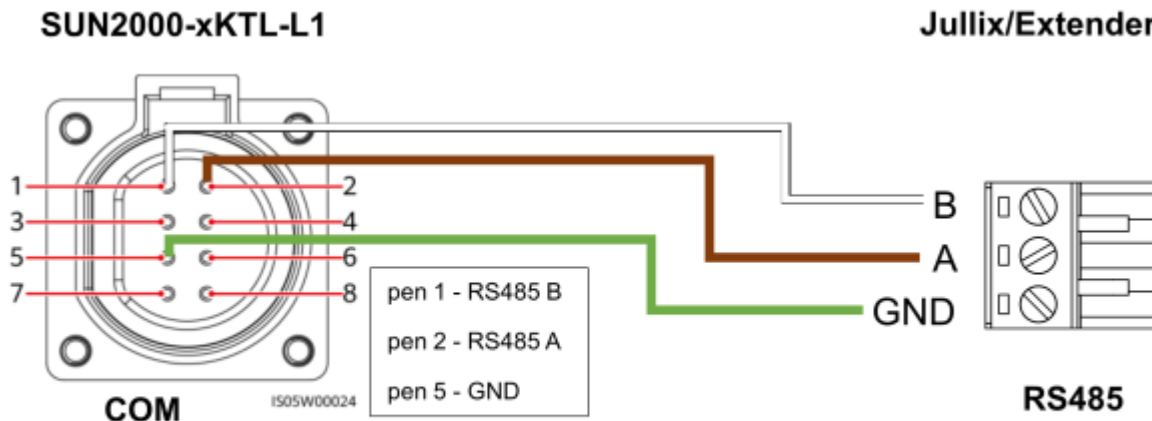 SUN2000-xKTL-L1
Jullix/Extender
1
2
3
4
5
6
7
8
B
A
GND
pen 1 - RS485 B
pen 2 - RS485 A
pen 5 - GND
COM
IS05W00024
RS485